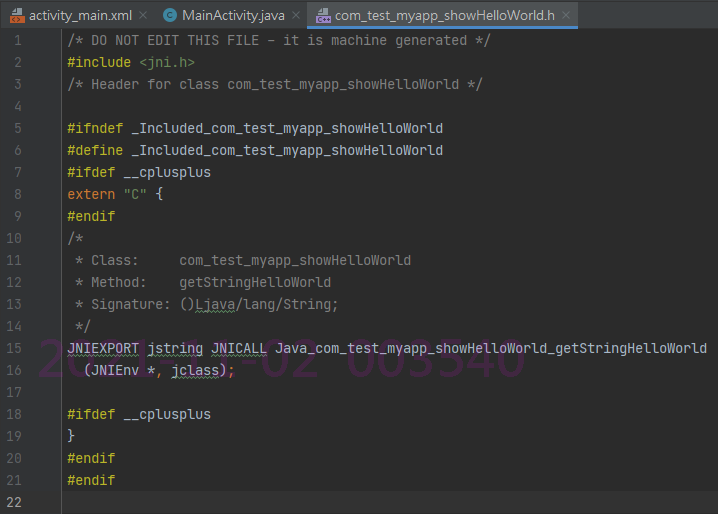 activity_main.xml MainActivity.java com_test_myapp_showHelloWorld.h
1 /* DO NOT EDIT THIS FILE - it is machine generated */
2 #include <jni.h>
3 /* Header for class com_test_myapp_showHelloWorld */
4
5 #ifndef _Included_com_test_myapp_showHelloWorld
6 #define _Included_com_test_myapp_showHelloWorld
7 #ifdef __cplusplus
8 extern "C" {
9 #endif
10 /*
11 * Class: com_test_myapp_showHelloWorld
12 * Method: getStringHelloWorld
13 * Signature: ()Ljava/lang/String;
14 */
15 JNIEXPORT jstring JNICALL Java_com_test_myapp_showHelloWorld_getStringHelloWorld
16 (JNIEnv *, jclass);
17
18 #ifdef __cplusplus
19 }
20 #endif
21 #endif
22
003540